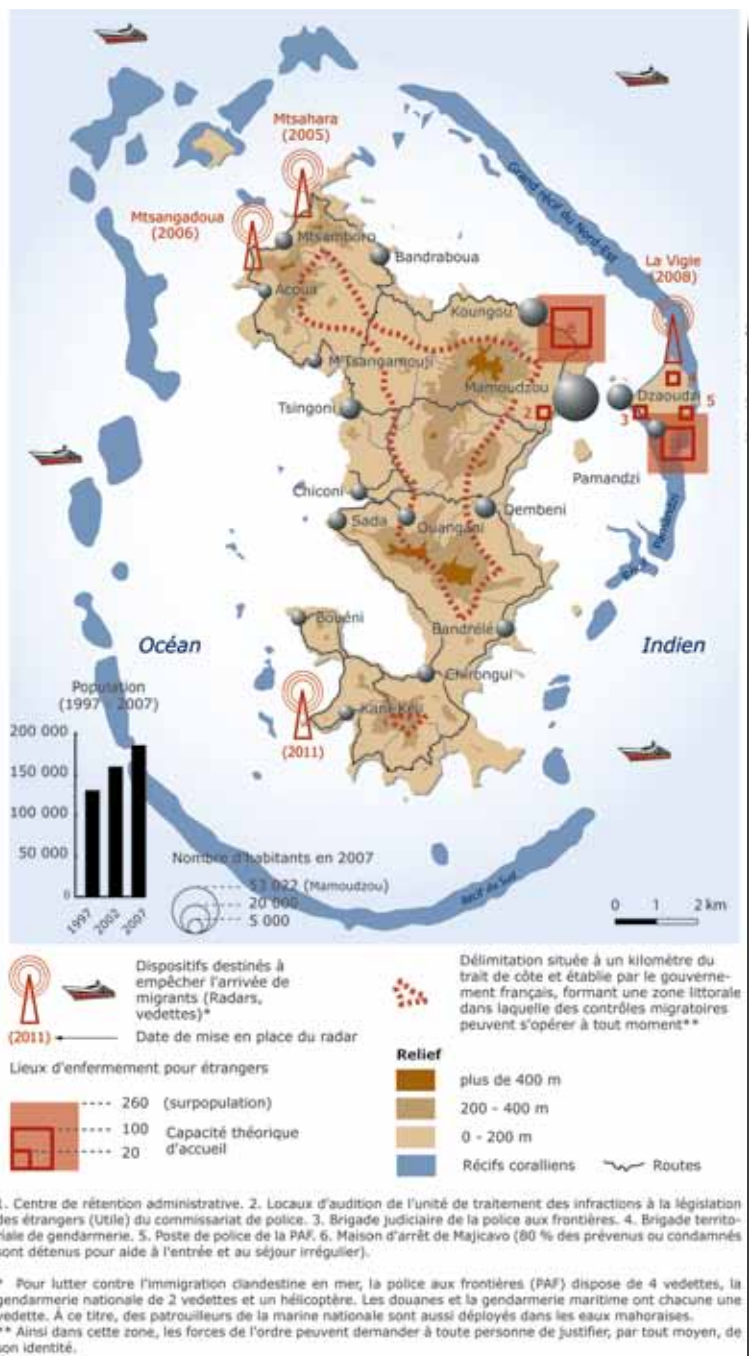 Mtsahara
(2005)
Mtsangadoua
(2006)
Mtsamboro
Bandraboua
Grand récif du Nord-Est
La Vigie
(2008)
Acoua
Koungou
M'Tsangamouji
Mamoudzou
Dzaoudzi
5
Tsingoni
2
3
Pamandzi
Chiconi
Sada
Ouangani
Dembeni
Pamandzi
Bouéni
Bandrélé
Océan
Indien
Chirongui
Kani-Kéli
(2011)
Population
(1997 2007)
200 000
150 000
100 000
50 000
0
1997
2002
2007
Nombre d'habitants en 2007
53 022 (Mamoudzou)
20 000
5 000
Récif du Sud
0 1 2 km
Dispositifs destinés à
empêcher l'arrivée de
migrants (Radars,
vedettes)*
(2011)
Date de mise en place du radar
Lieux d'enfermement pour étrangers
260 (surpopulation)
100 Capacité théorique
20 d'accueil
Délimitation située à un kilomètre du
trait de côte et établie par le gouverne-
ment français, formant une zone littorale
dans laquelle des contrôles migratoires
peuvent s'opérer à tout moment**
Relief
plus de 400 m
200 - 400 m
0 - 200 m
Récifs coralliens
Routes
1. Centre de rétention administrative. 2. Locaux d'audition de l'unité de traitement des infractions à la législation
des étrangers (Utile) du commissariat de police. 3. Brigade judiciaire de la police aux frontières. 4. Brigade territo-
riale de gendarmerie. 5. Poste de police de la PAF. 6. Maison d'arrêt de Majicavo (80 % des prévenus ou condamnés
sont détenus pour aide à l'entrée et au séjour irrégulier).
* Pour lutter contre l'immigration clandestine en mer, la police aux frontières (PAF) dispose de 4 vedettes, la
gendarmerie nationale de 2 vedettes et un hélicoptère. Les douanes et la gendarmerie maritime ont chacune une
vedette. À ce titre, des patrouilleurs de la marine nationale sont aussi déployés dans les eaux mahoraises.
** Ainsi dans cette zone, les forces de l'ordre peuvent demander à toute personne de justifier, par tout moyen, de
son identité.